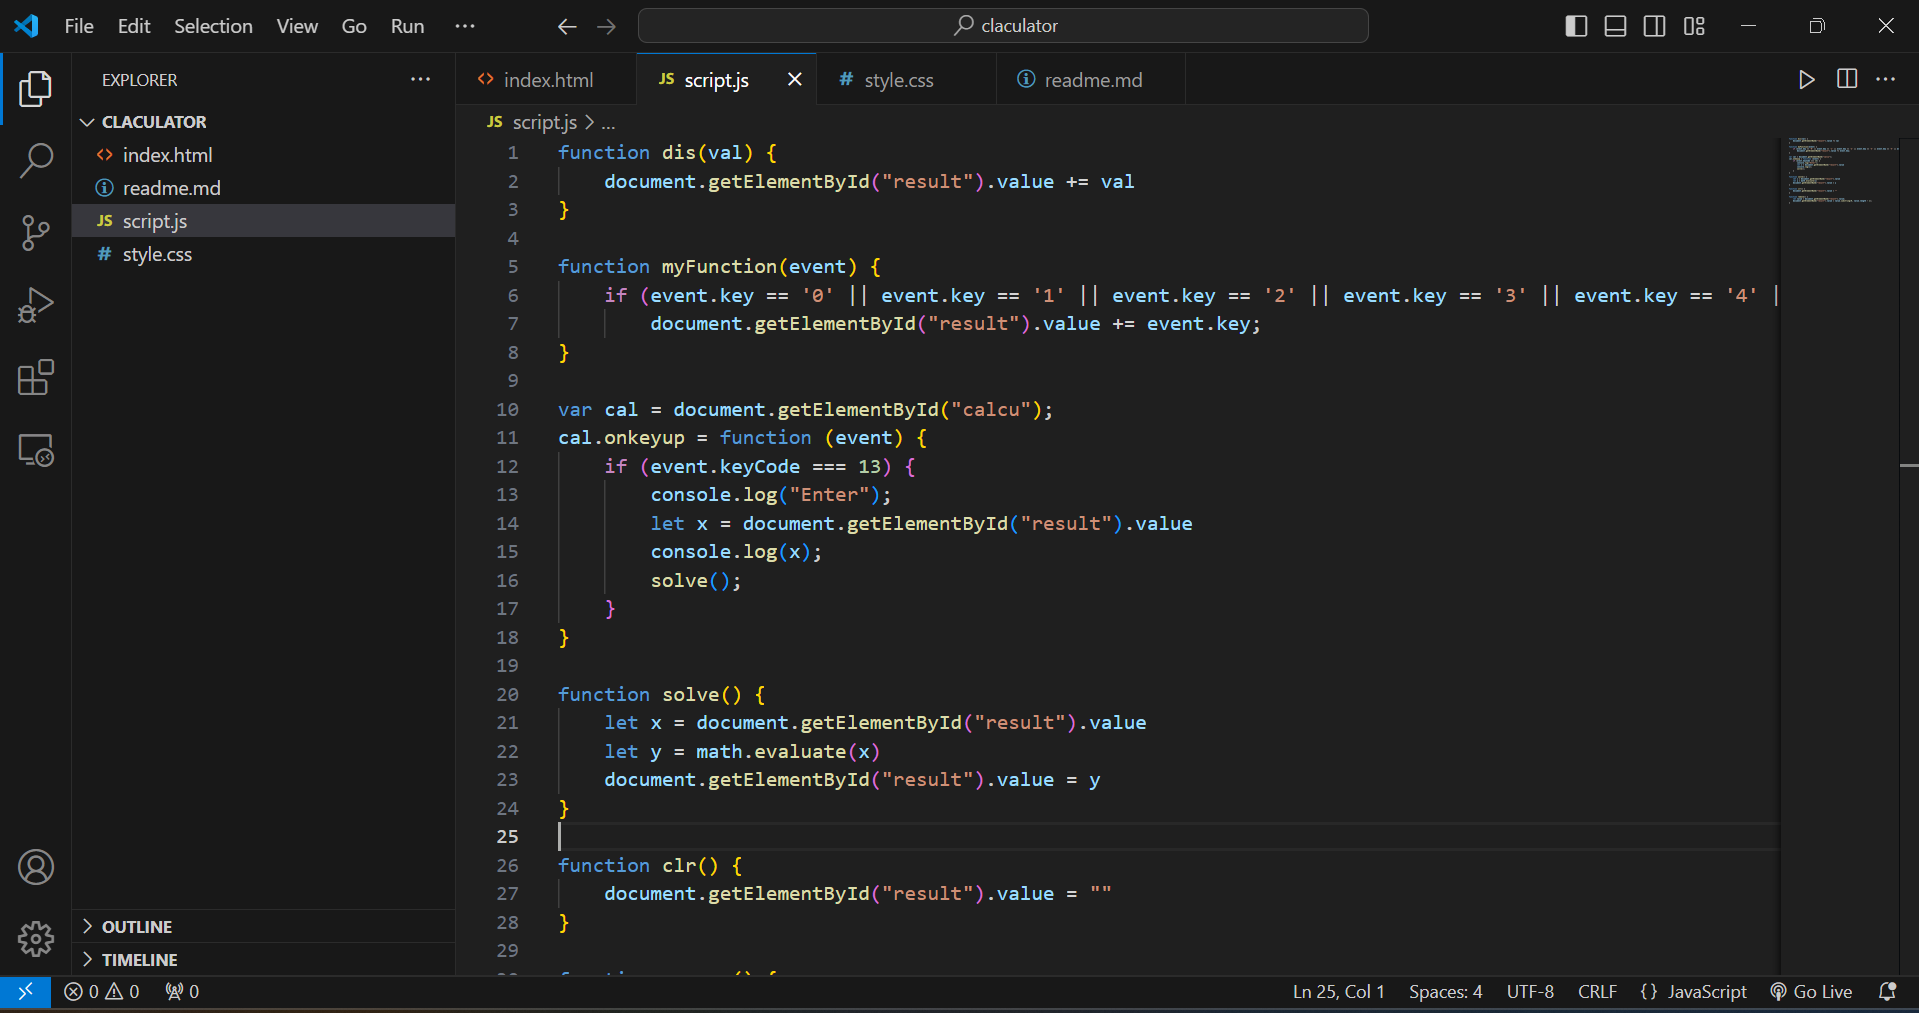 File Edit Selection View Go Run ···
claculator
EXPLORER ···
CLACULATOR
<> index.html
readme.md
JS script.js
# style.css
OUTLINE
TIMELINE
<> index.html
JS script.js
# style.css
readme.md
JS script.js > ...
1 function dis(val) {
2     document.getElementById("result").value += val
3 }
4
5 function myFunction(event) {
6     if (event.key == '0' || event.key == '1' || event.key == '2' || event.key == '3' || event.key == '4' |
7         document.getElementById("result").value += event.key;
8 }
9
10 var cal = document.getElementById("calcu");
11 cal.onkeyup = function (event) {
12     if (event.keyCode === 13) {
13         console.log("Enter");
14         let x = document.getElementById("result").value
15         console.log(x);
16         solve();
17     }
18 }
19
20 function solve() {
21     let x = document.getElementById("result").value
22     let y = math.evaluate(x)
23     document.getElementById("result").value = y
24 }
25
26 function clr() {
27     document.getElementById("result").value = ""
28 }
29
0 0 0
Ln 25, Col 1 Spaces: 4 UTF-8 CRLF {} JavaScript Go Live